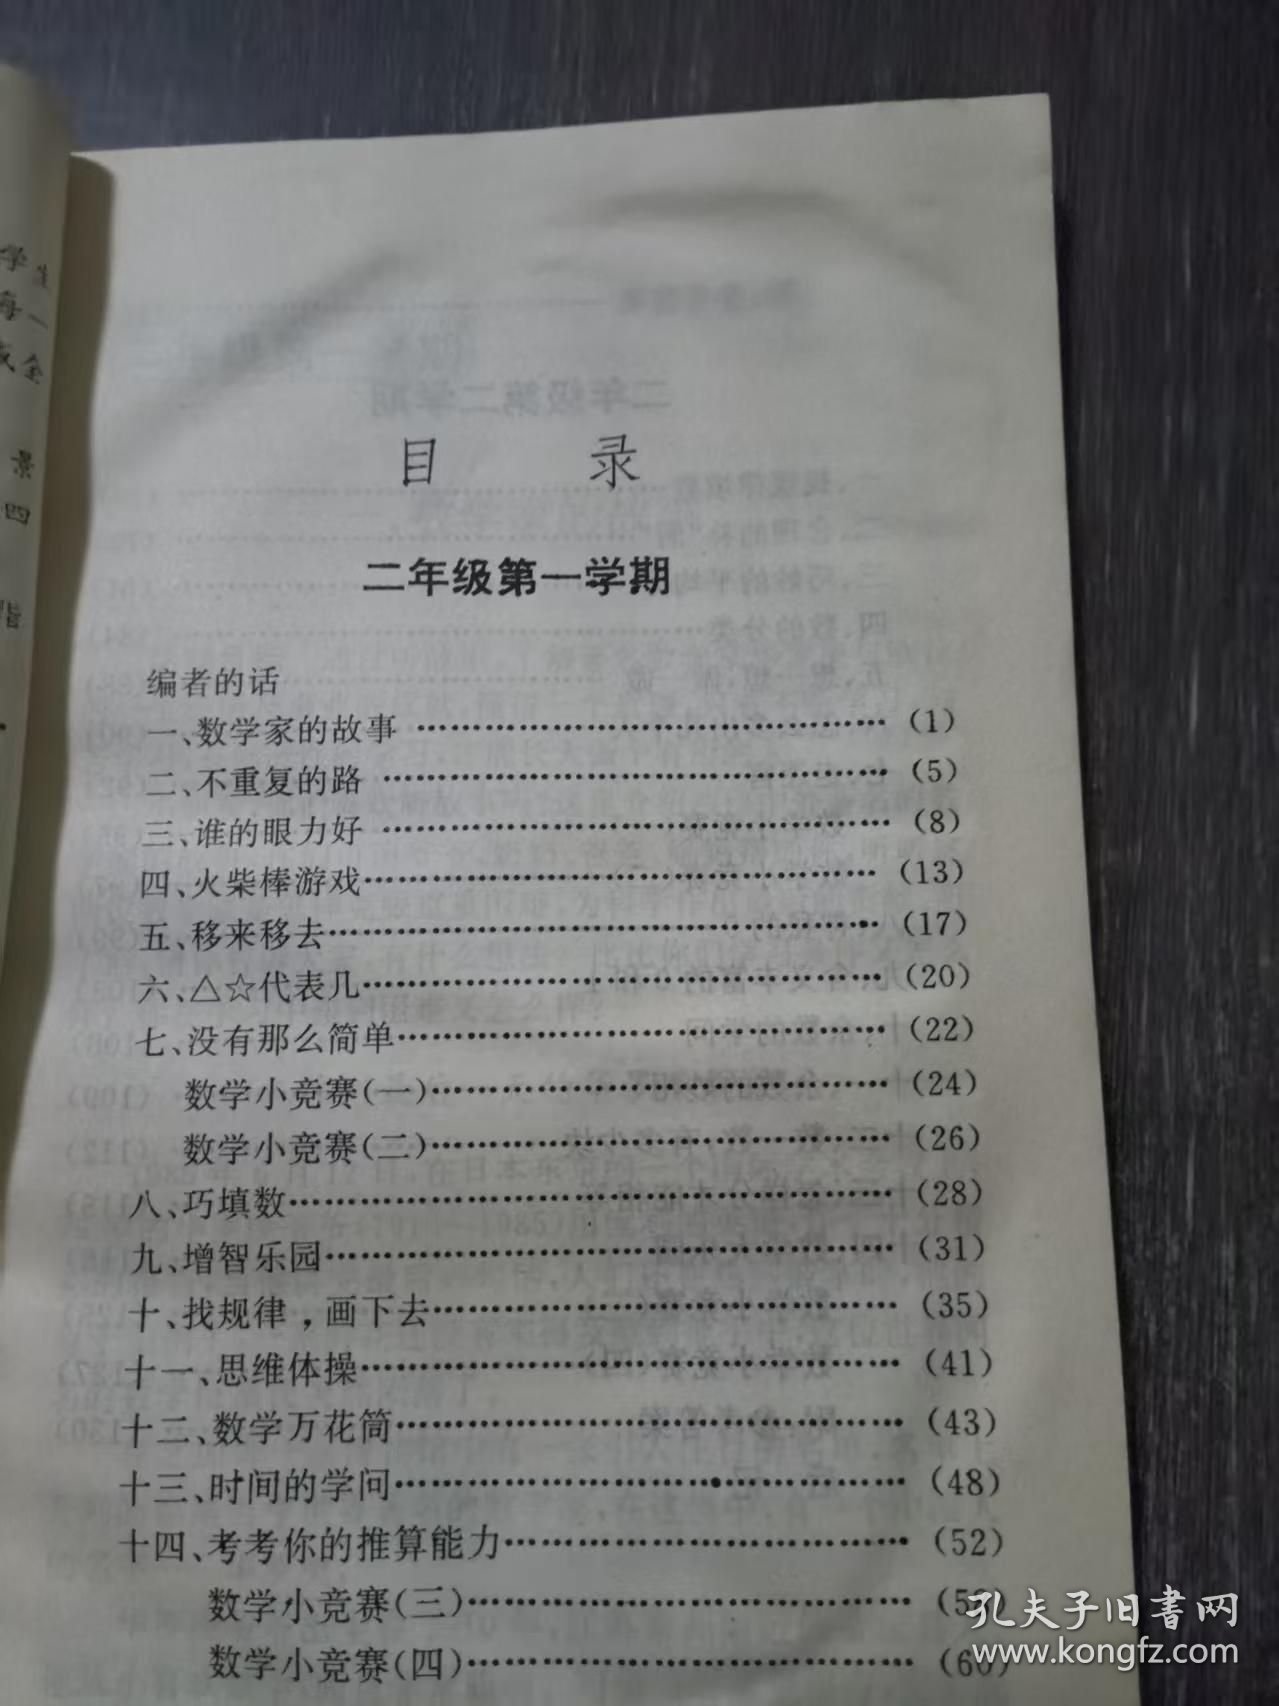 目 录
二年级第一学期
编者的话
一、数学家的故事 ……………………………………… (1)
二、不重复的路 ………………………………………… (5)
三、谁的眼力好 ………………………………………… (8)
四、火柴棒游戏………………………………………… (13)
五、移来移去…………………………………………… (17)
六、△☆代表几………………………………………… (20)
七、没有那么简单……………………………………… (22)
数学小竞赛(一)……………………………………… (24)
数学小竞赛(二)……………………………………… (26)
八、巧填数……………………………………………… (28)
九、增智乐园…………………………………………… (31)
十、找规律，画下去…………………………………… (35)
十一、思维体操………………………………………… (41)
十二、数学万花筒……………………………………… (43)
十三、时间的学问……………………………………… (48)
十四、考考你的推算能力……………………………… (52)
数学小竞赛(三)……………………………………
数学小竞赛(四)…………………………………… (60)
孔夫子旧书网
www.kongfz.com
学生
每一
景
四